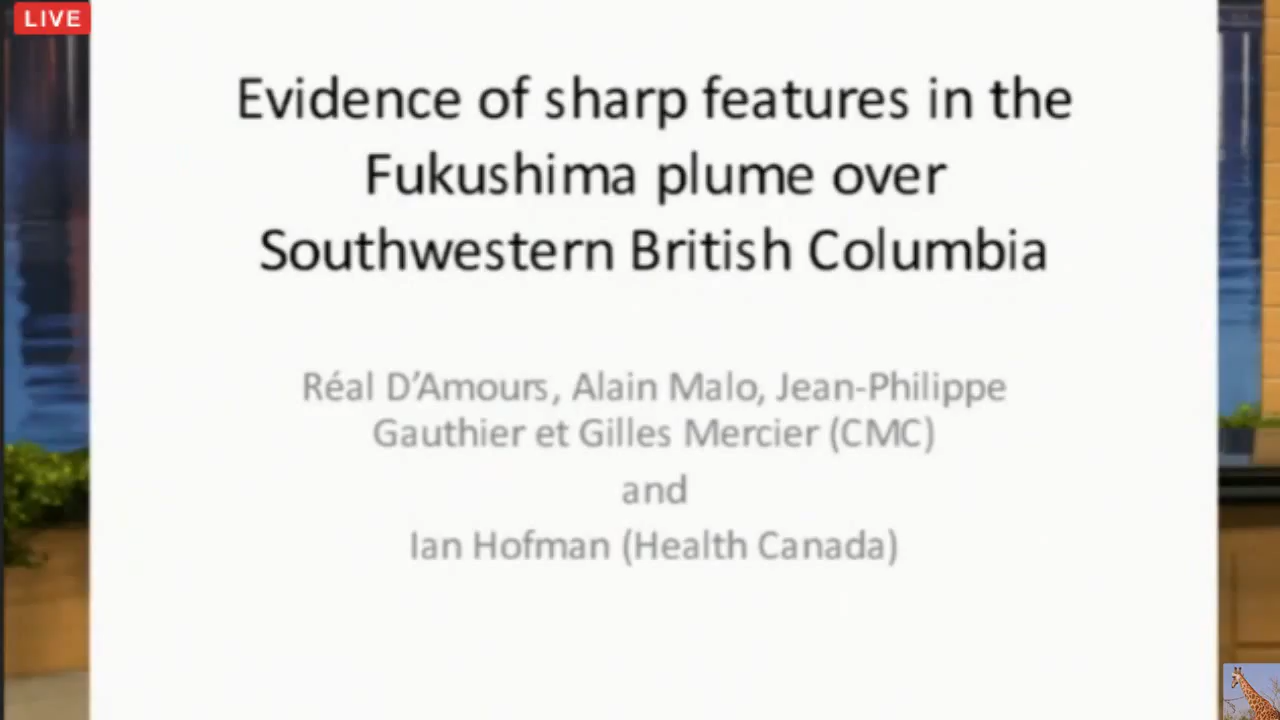 LIVE
Evidence of sharp features in the
Fukushima plume over
Southwestern British Columbia
Réal D’Amours, Alain Malo, Jean-Philippe
Gauthier et Gilles Mercier (CMC)
and
Ian Hofman (Health Canada)